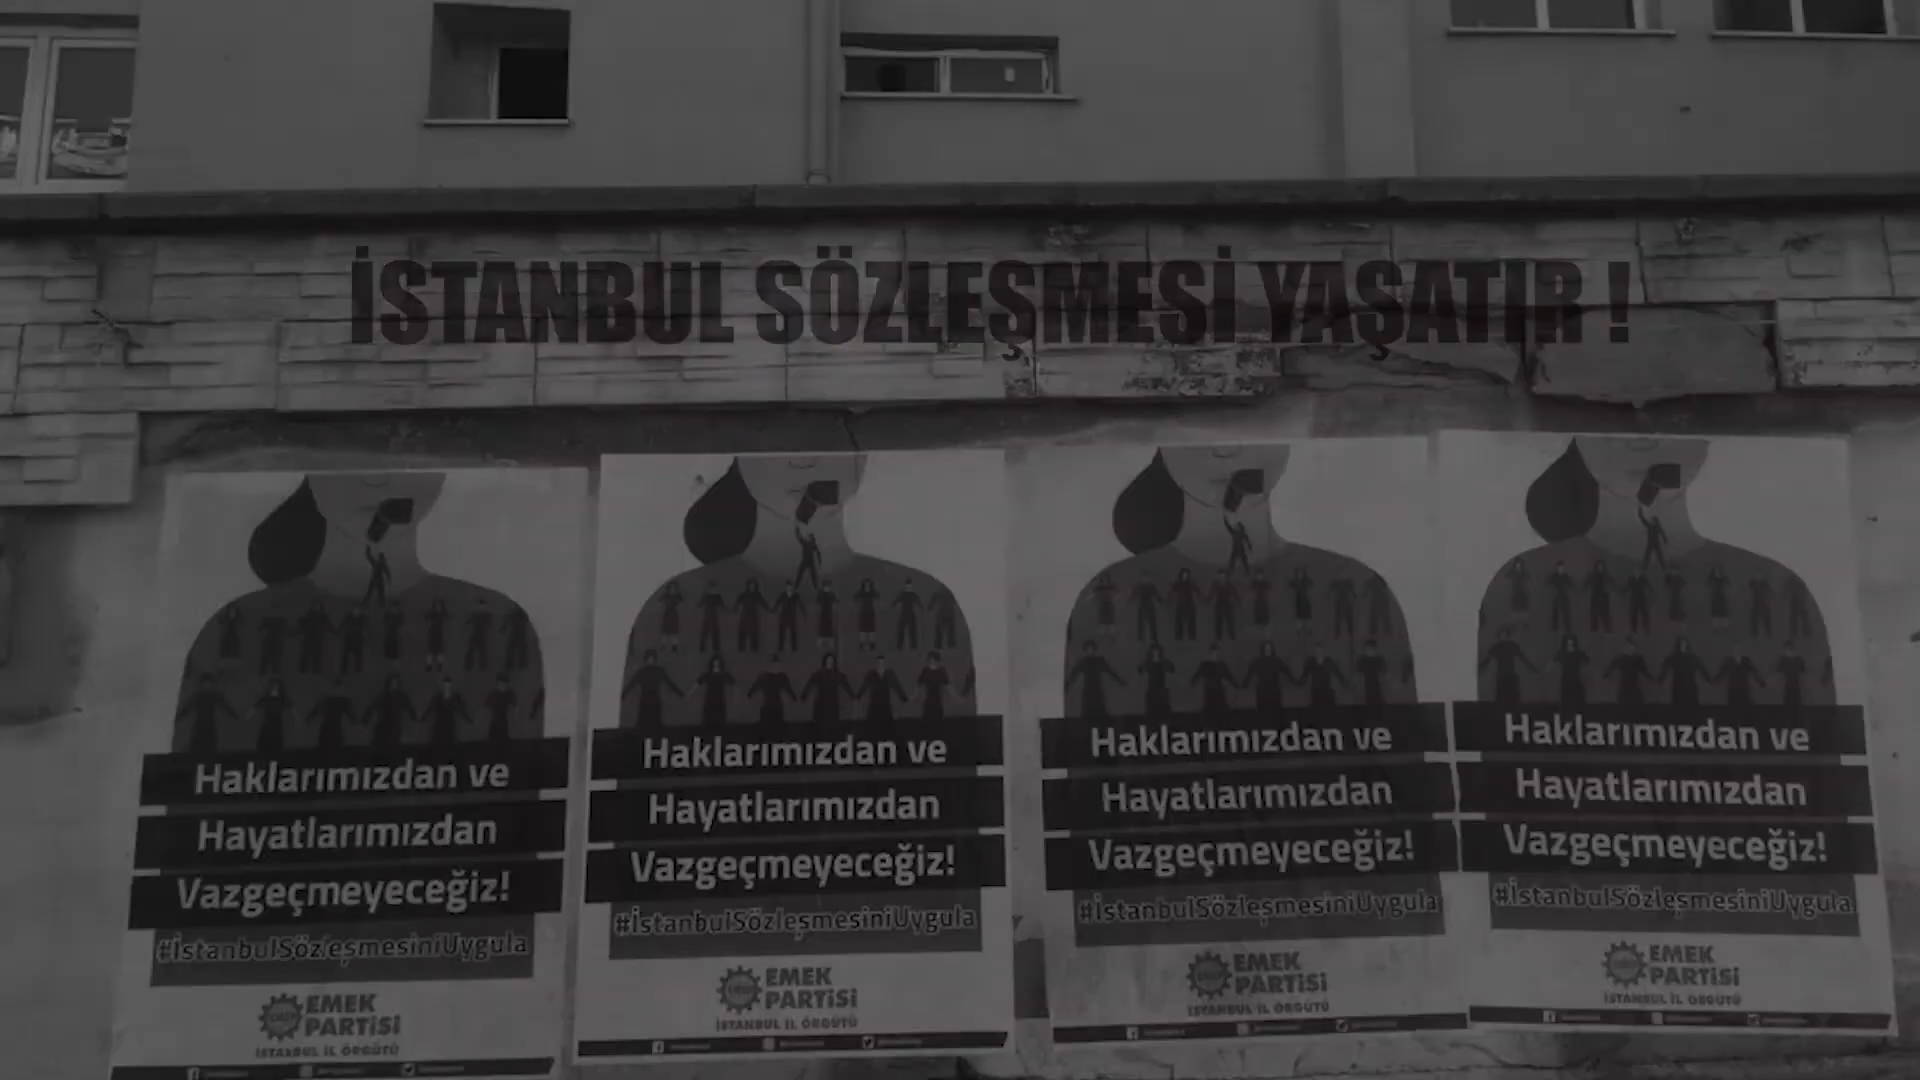 İSTANBUL SÖZLEŞMESİ YAŞATIR !
Haklarımızdan ve
Hayatlarımızdan
Vazgeçmeyeceğiz!
#İstanbulSözleşmesiniUygula
EMEK
PARTİSİ
İSTANBUL İL ÖRGÜTÜ
Haklarımızdan ve
Hayatlarımızdan
Vazgeçmeyeceğiz!
#İstanbulSözleşmesiniUygula
EMEK
PARTİSİ
İSTANBUL İL ÖRGÜTÜ
Haklarımızdan ve
Hayatlarımızdan
Vazgeçmeyeceğiz!
#İstanbulSözleşmesiniUygula
EMEK
PARTİSİ
İSTANBUL İL ÖRGÜTÜ
Haklarımızdan ve
Hayatlarımızdan
Vazgeçmeyeceğiz!
#İstanbulSözleşmesiniUygula
EMEK
PARTİSİ
İSTANBUL İL ÖRGÜTÜ